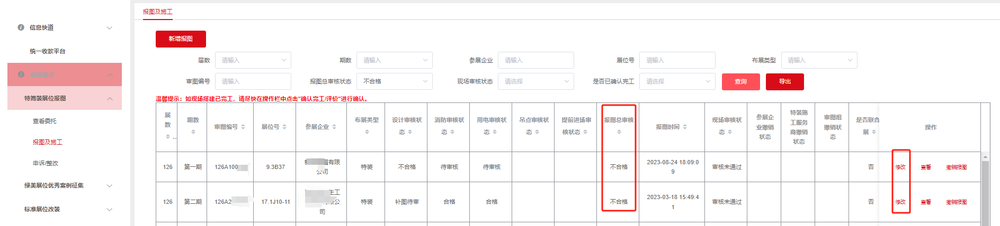 报图及施工
信息快道
统一收款平台
特简装展位报图
查看委托
报图及施工
申诉/整改
绿美展位优秀案例征集
标准展位改装
新增报图
届数 请输入 期数 请输入 参展企业 请输入 展位号 请输入 布展类型 请输入
审图编号 请输入 报图总审核状态 不合格 现场审核状态 请选择 是否已确认完工 请选择 查询 导出
温馨提示：如现场搭建已完工，请尽快在操作栏中点击"确认完工/评价"进行确认。
届数 .. 期数 审图编号 展位号 参展企业 布展类型 设计审核状态 消防审核状态 用电审核状态 吊点审核状态 提前进场审核状态 报图总审核 报图时间 现场审核状态 参展企业撤销状态 特装施工服务商撤销状态 审图组撤销状态 是否联合展 操作
126 第一期 126A100 9.3B37 有限公司 特装 不合格 待审核 待审核 不合格 2023-08-24 18:09:09 审核未通过 否 修改 查看 撤销报图
126 第二期 126A2 17.1J10-11 生工 限公司 特装 补图待审 合格 合格 不合格 2023-03-18 15:49:41 审核未通过 否 修改 查看 撤销报图